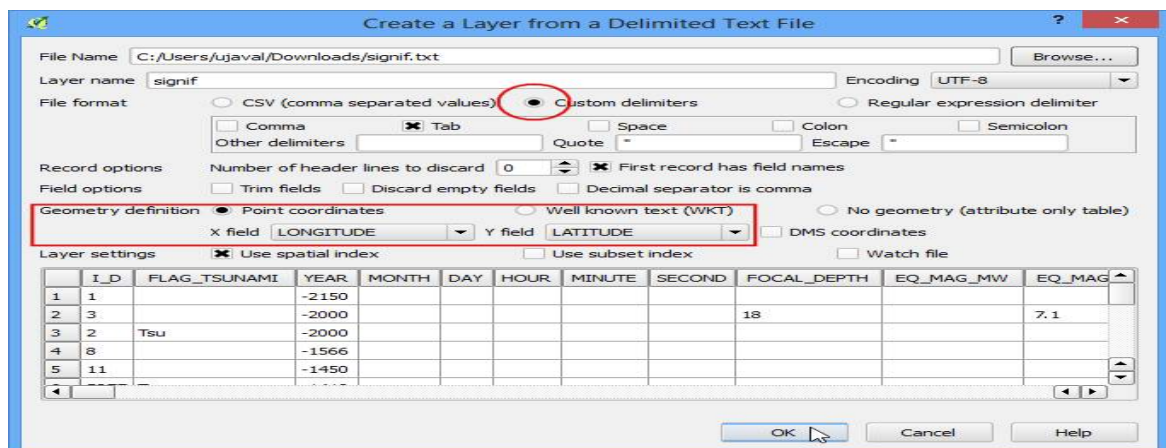 Create a Layer from a Delimited Text File ?
File Name C:/Users/ujaval/Downloads/signif.txt Browse...
Layer name signif Encoding UTF-8
File format CSV (comma separated values) Custom delimiters Regular expression delimiter
Comma Tab Space Colon Semicolon
Other delimiters Quote " Escape "
Record options Number of header lines to discard 0 First record has field names
Field options Trim fields Discard empty fields Decimal separator is comma
Geometry definition Point coordinates Well known text (WKT) No geometry (attribute only table)
X field LONGITUDE Y field LATITUDE DMS coordinates
Layer settings Use spatial index Use subset index Watch file
I_D FLAG_TSUNAMI YEAR MONTH DAY HOUR MINUTE SECOND FOCAL_DEPTH EQ_MAG_MW EQ_MAG
1 1 -2150
2 3 -2000 18 7.1
3 2 Tsu -2000
4 8 -1566
5 11 -1450
OK Cancel Help